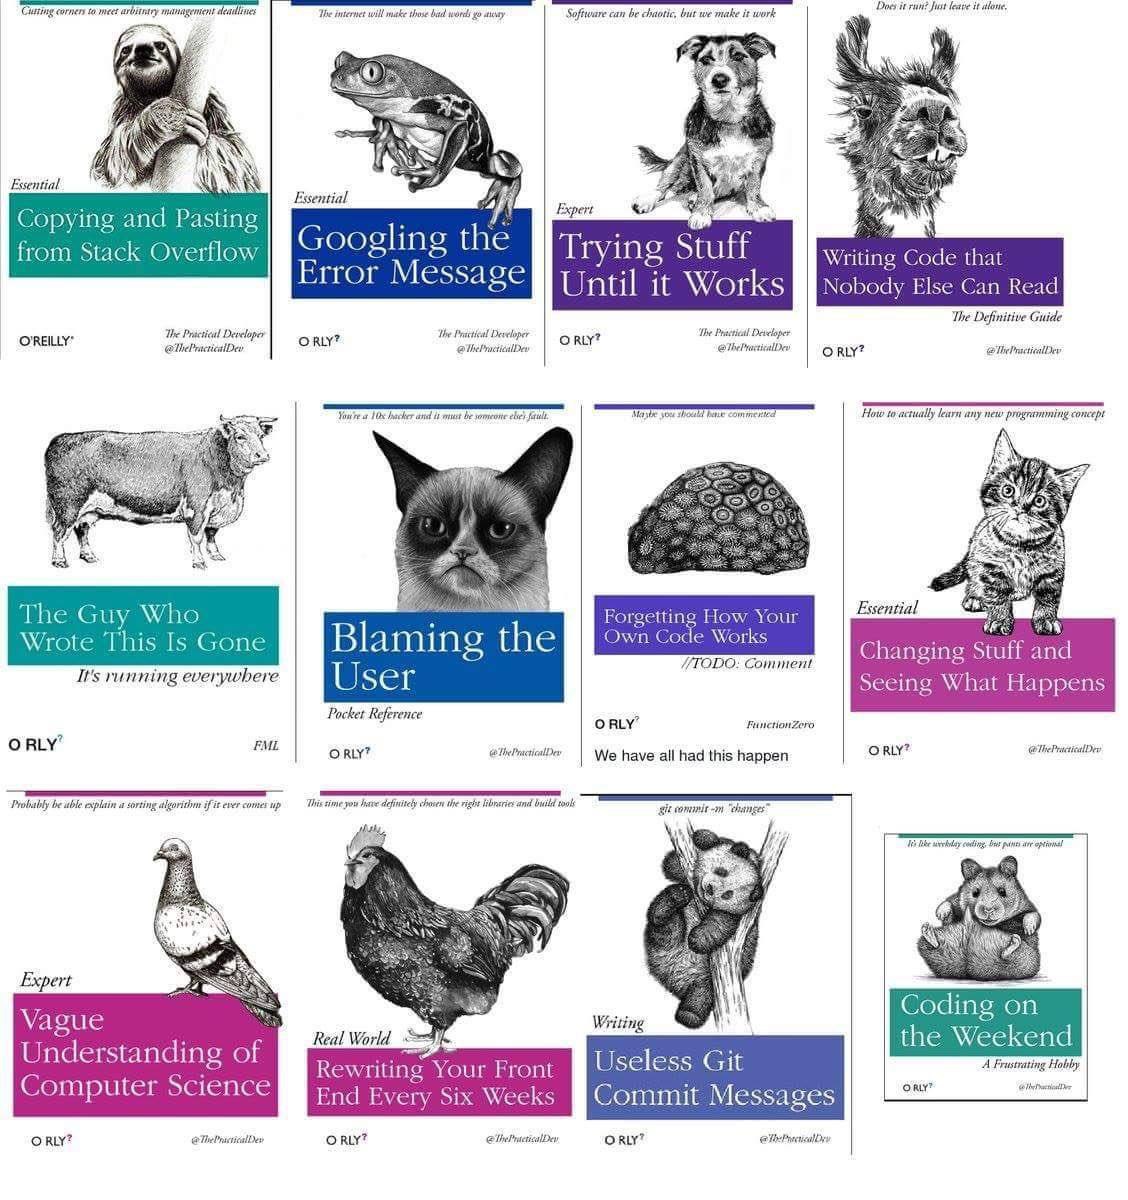 Cutting corners to meet arbitrary management deadlines
Essential
Copying and Pasting
from Stack Overflow
O'REILLY®
The Practical Developer
@ThePracticalDev
The internet will make those bad words go away
Essential
Googling the
Error Message
O RLY?
The Practical Developer
@ThePracticalDev
Software can be chaotic, but we make it work
Expert
Trying Stuff
Until it Works
O RLY?
The Practical Developer
@ThePracticalDev
Does it run? Just leave it alone.
Writing Code that
Nobody Else Can Read
The Definitive Guide
O RLY?
@ThePracticalDev
The Guy Who
Wrote This Is Gone
It's running everywhere
O RLY?
FML
You're a 10x hacker and it must be someone else's fault.
Blaming the
User
Pocket Reference
O RLY?
@ThePracticalDev
Maybe you should have commented
Forgetting How Your
Own Code Works
//TODO: Comment
O RLY?
FunctionZero
We have all had this happen
How to actually learn any new programming concept
Essential
Changing Stuff and
Seeing What Happens
O RLY?
@ThePracticalDev
Probably be able explain a sorting algorithm if it ever comes up
Expert
Vague
Understanding of
Computer Science
O RLY?
@ThePracticalDev
This time you have definitely chosen the right libraries and build tools
Real World
Rewriting Your Front
End Every Six Weeks
O RLY?
@ThePracticalDev
git commit -m "changes"
Writing
Useless Git
Commit Messages
O RLY?
@ThePracticalDev
It's like weekday coding, but pants are optional
Coding on
the Weekend
A Frustrating Hobby
O RLY?
@ThePracticalDev